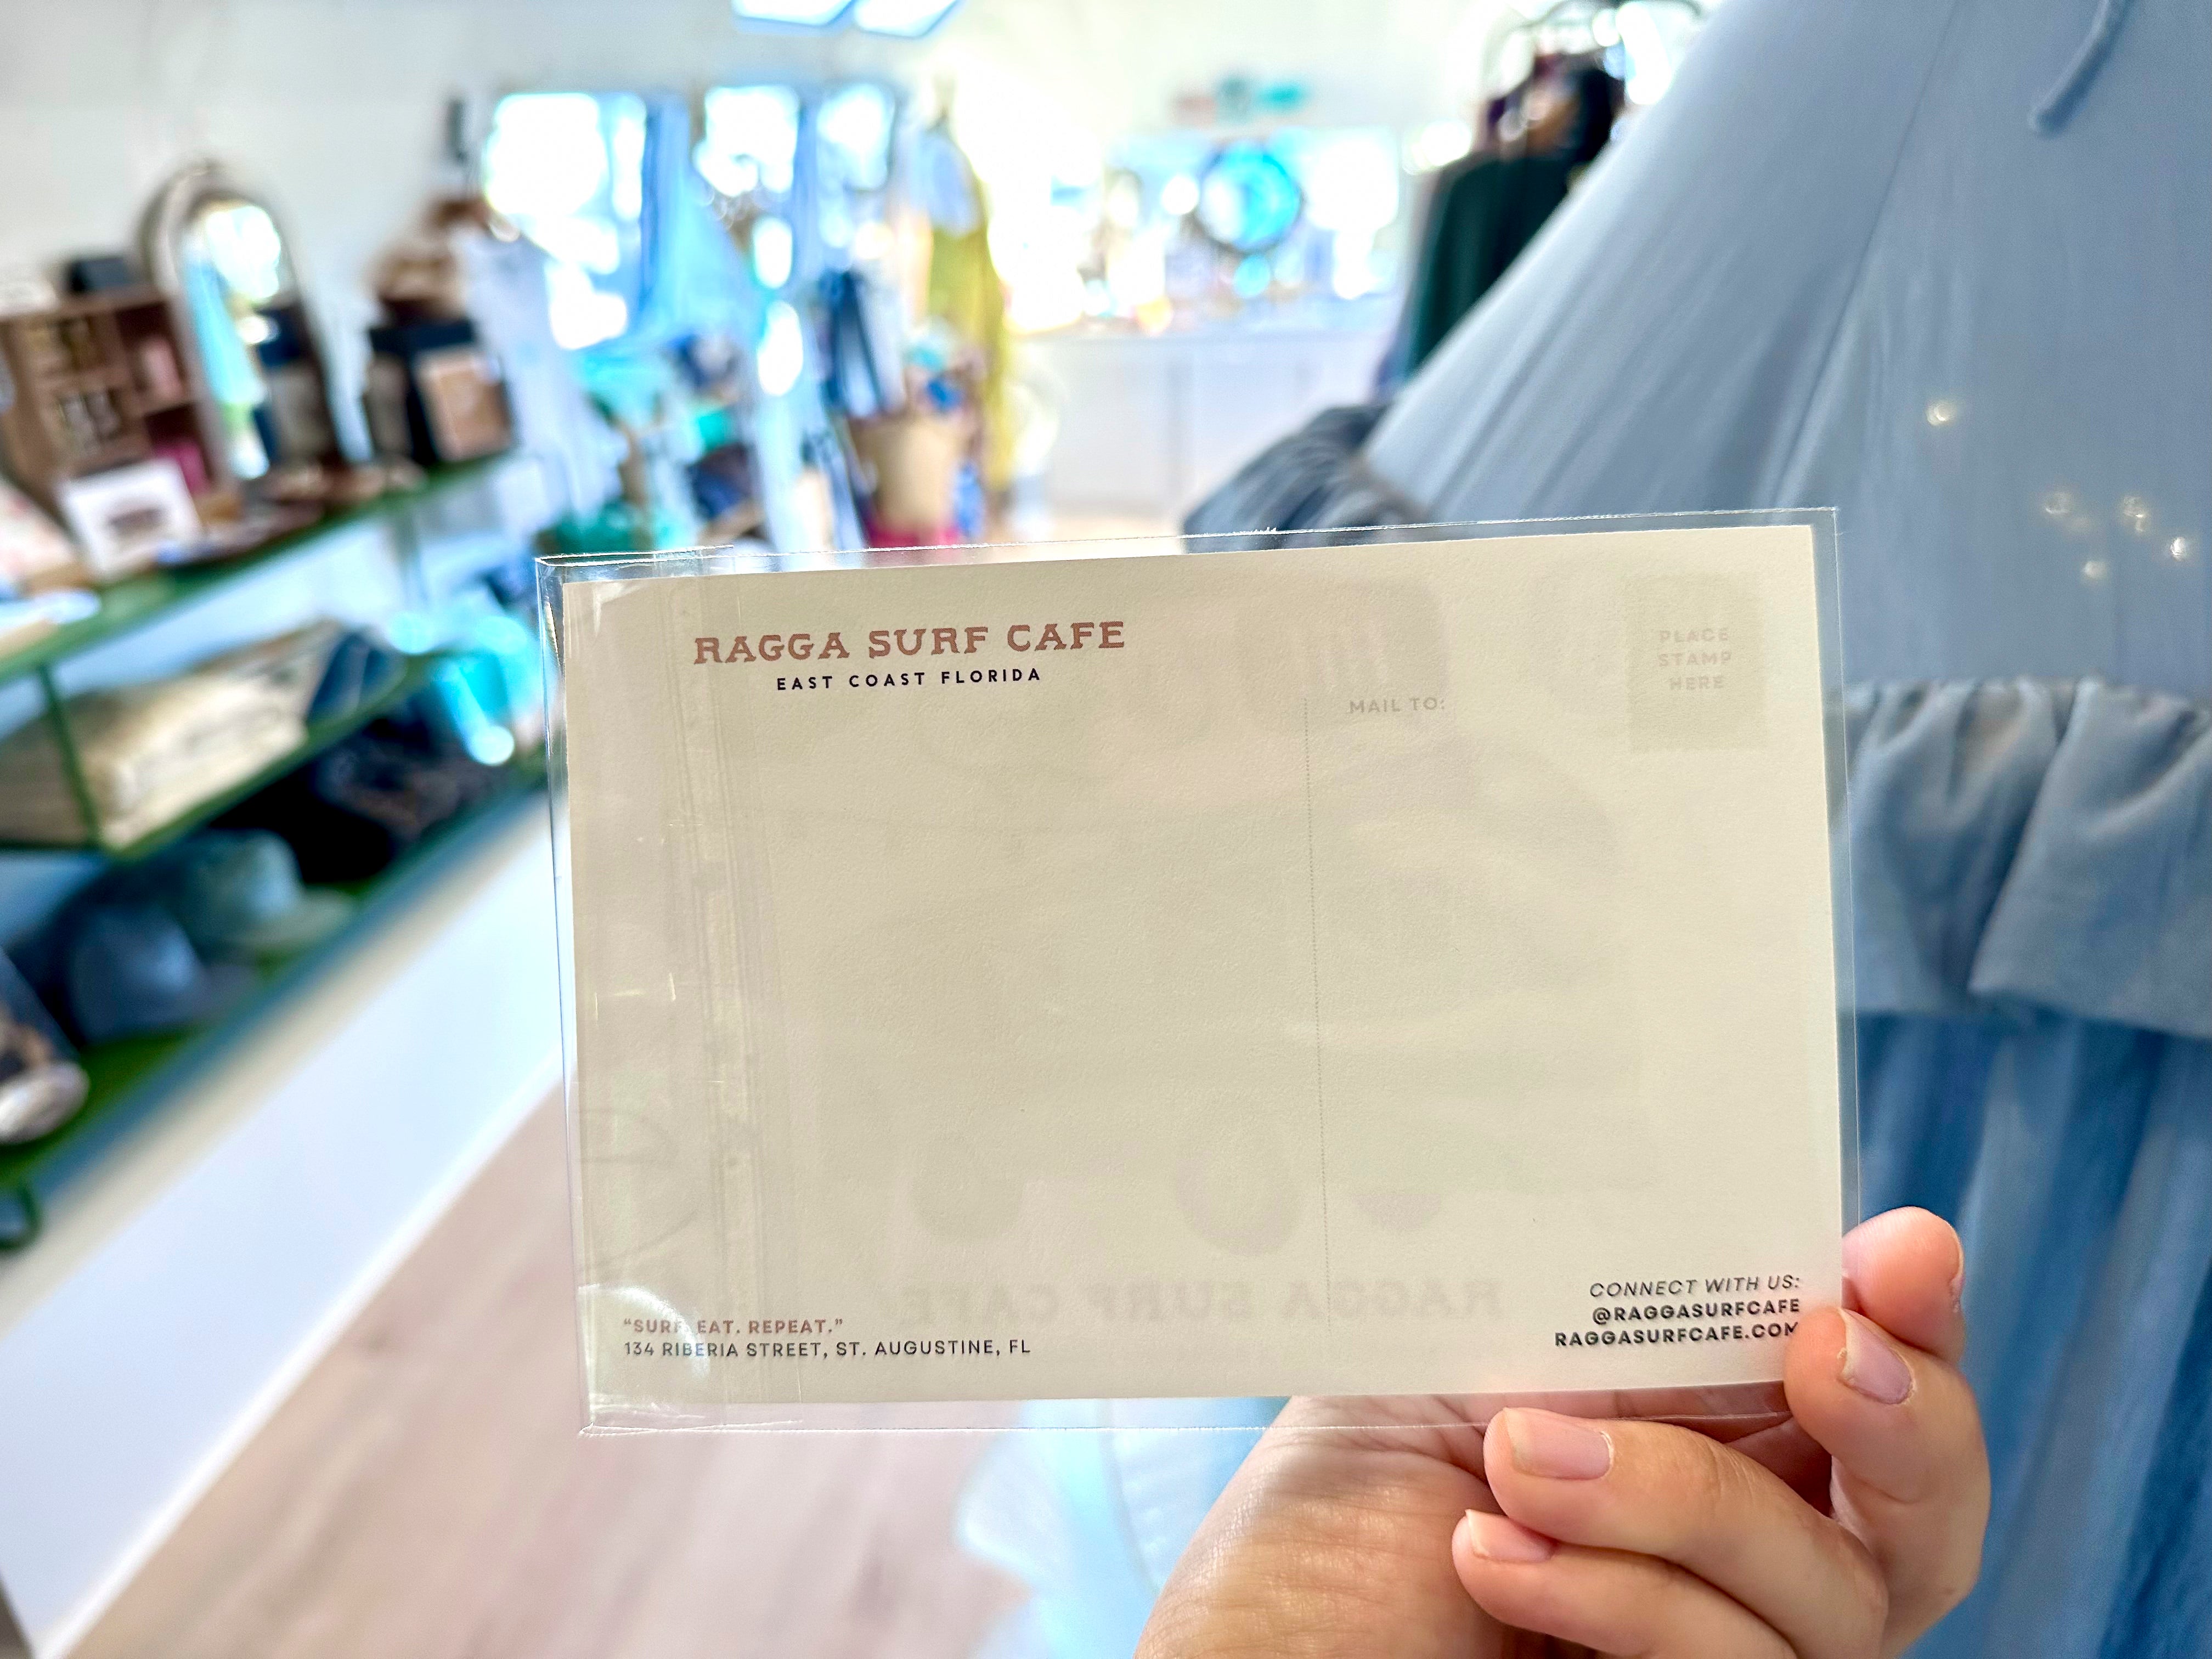 RAGGA SURF CAFE
EAST COAST FLORIDA
PLACE
STAMP
HERE
MAIL TO:
“SURF. EAT. REPEAT.”
134 RIBERIA STREET, ST. AUGUSTINE, FL
CONNECT WITH US:
@RAGGASURFCAFE
RAGGASURFCAFE.COM